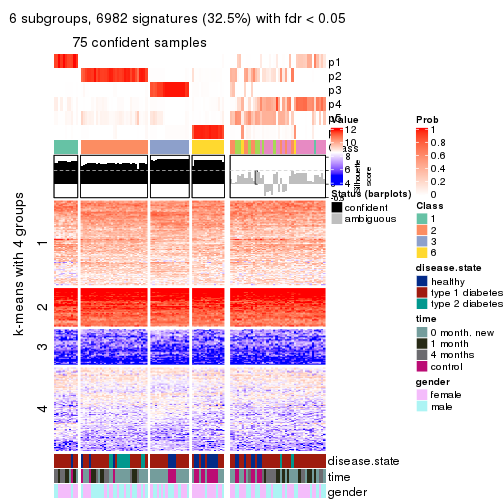 6 subgroups, 6982 signatures (32.5%) with fdr < 0.05
75 confident samples
p1
p2
p3
p4
p5
Value
12
10
8
6
4
Prob
1
0.8
0.6
0.4
0.2
0
Class
silhouette
score
Status (barplots)
confident
ambiguous
Class
1
2
3
6
disease.state
healthy
type 1 diabetes
type 2 diabetes
time
0 month. new
1 month
4 months
control
gender
female
male
k-means with 4 groups
1
2
3
4
disease.state
time
gender